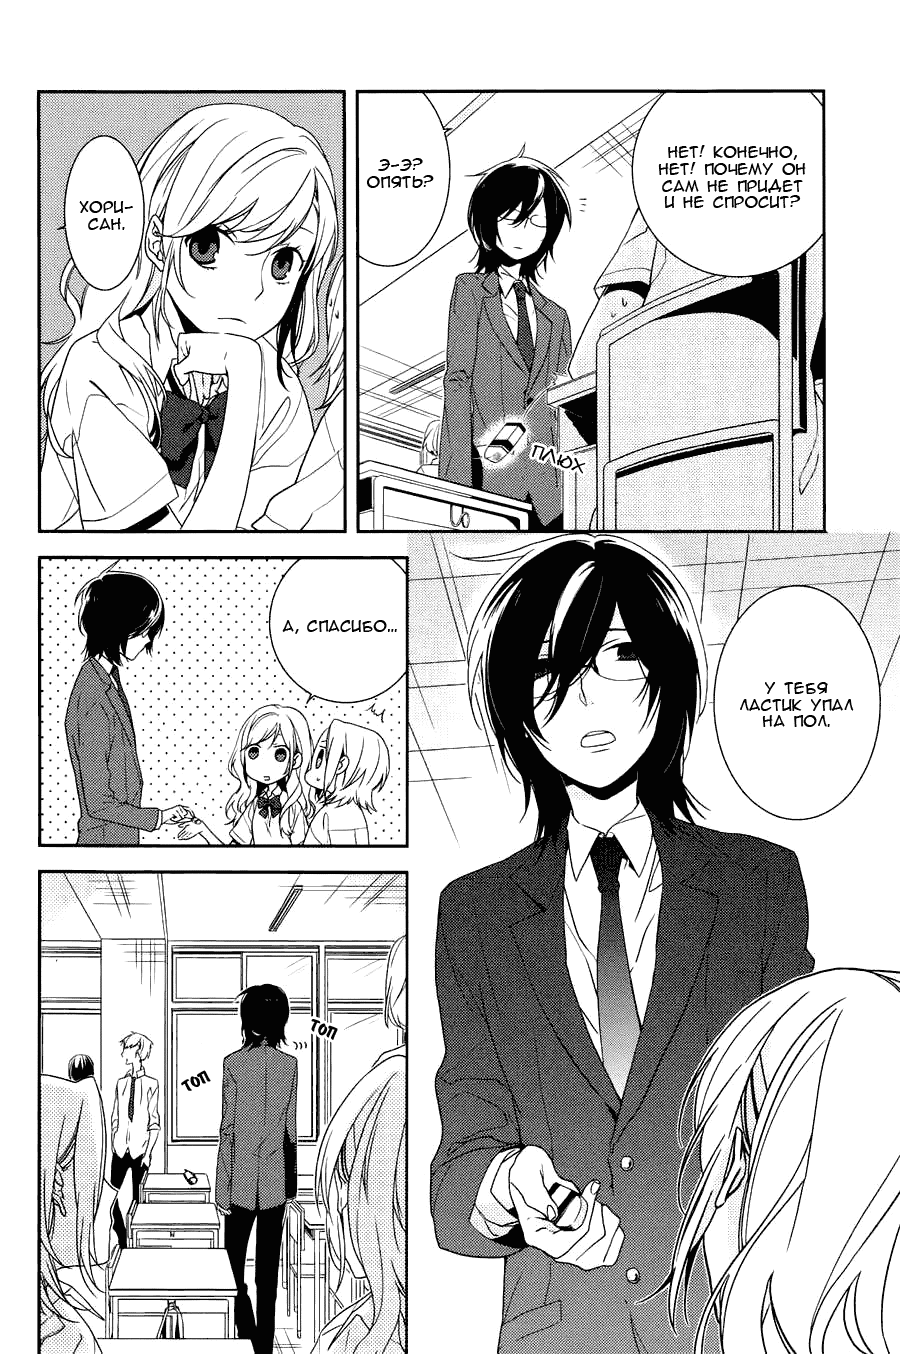 НЕТ! КОНЕЧНО,
НЕТ! ПОЧЕМУ ОН
САМ НЕ ПРИДЕТ
И НЕ СПРОСИТ?
Э-Э?
ОПЯТЬ?
ПЛЮХ
ХОРИ-
САН.
У ТЕБЯ
ЛАСТИК УПАЛ
НА ПОЛ.
А, СПАСИБО...
ТОП
ТОП